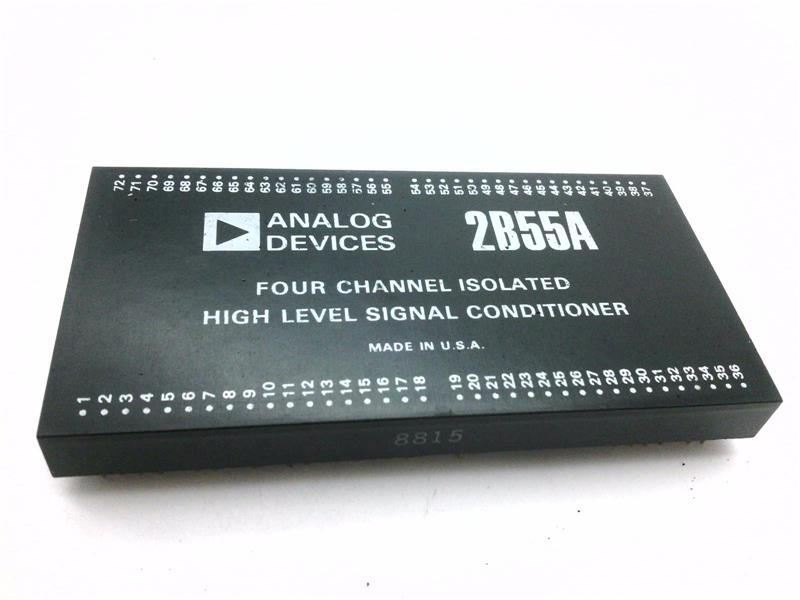 72 71 70 69 68 67 66 65 64 63 62 61 60 59 58 57 56 55 54 53 52 51 50 49 48 47 46 45 44 43 42 41 40 39 38 37
ANALOG DEVICES 2B55A
FOUR CHANNEL ISOLATED
HIGH LEVEL SIGNAL CONDITIONER
MADE IN U.S.A.
1 2 3 4 5 6 7 8 9 10 11 12 13 14 15 16 17 18 19 20 21 22 23 24 25 26 27 28 29 30 31 32 33 34 35 36
8815